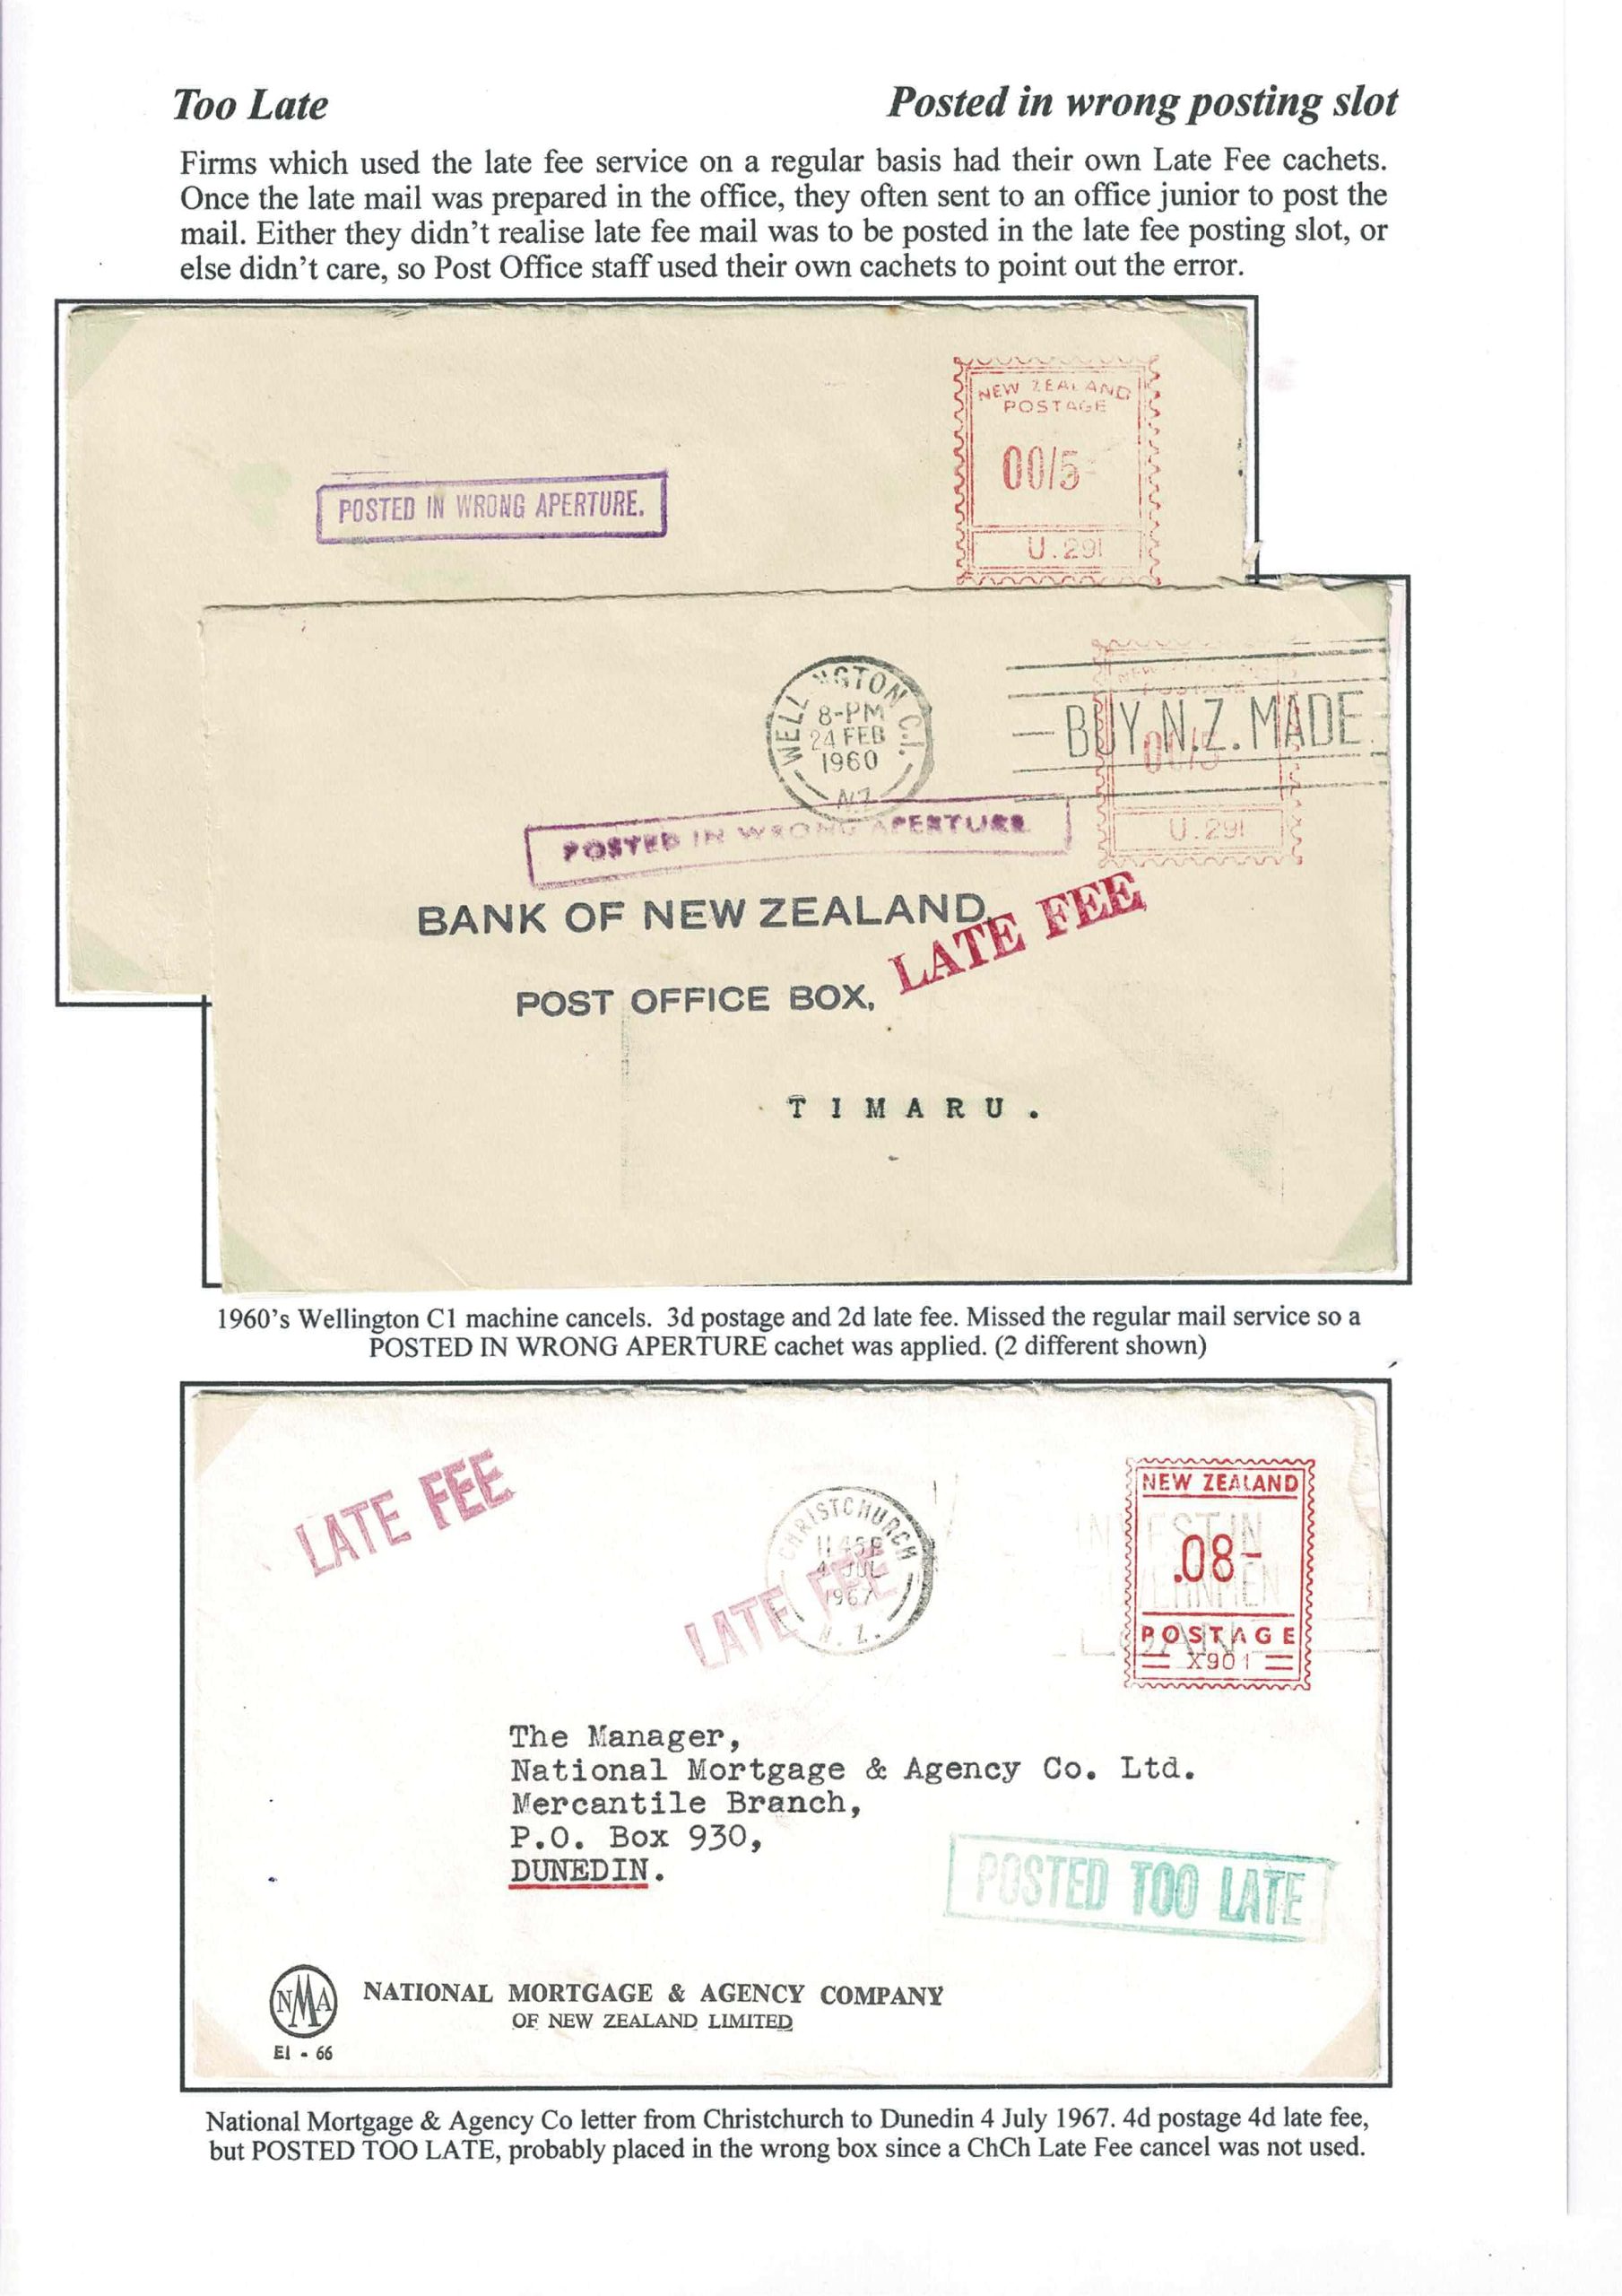 Too Late
Posted in wrong posting slot
Firms which used the late fee service on a regular basis had their own Late Fee cachets.
Once the late mail was prepared in the office, they often sent to an office junior to post the
mail. Either they didn't realise late fee mail was to be posted in the late fee posting slot, or
else didn't care, so Post Office staff used their own cachets to point out the error.
NEW ZEALAND
POSTAGE
00/5
U.291
POSTED IN WRONG APERTURE.
WELLINGTON C.1.
8-PM
24 FEB
1960
N.Z.
BUY N.Z. MADE
NEW
POSTAGE
00/5
U.291
POSTED IN WRONG APERTURE
BANK OF NEW ZEALAND,
LATE FEE
POST OFFICE BOX,
TIMARU.
1960's Wellington C1 machine cancels. 3d postage and 2d late fee. Missed the regular mail service so a
POSTED IN WRONG APERTURE cachet was applied. (2 different shown)
LATE FEE
CHRISTCHURCH
4 JUL
1967
N. Z.
LATE FEE
NEW ZEALAND
.08-
POSTAGE
X901
INVEST IN
LOAN
The Manager,
National Mortgage & Agency Co. Ltd.
Mercantile Branch,
P.O. Box 930,
DUNEDIN.
POSTED TOO LATE
NMA
NATIONAL MORTGAGE & AGENCY COMPANY
OF NEW ZEALAND LIMITED
E1 - 66
National Mortgage & Agency Co letter from Christchurch to Dunedin 4 July 1967. 4d postage 4d late fee,
but POSTED TOO LATE, probably placed in the wrong box since a ChCh Late Fee cancel was not used.